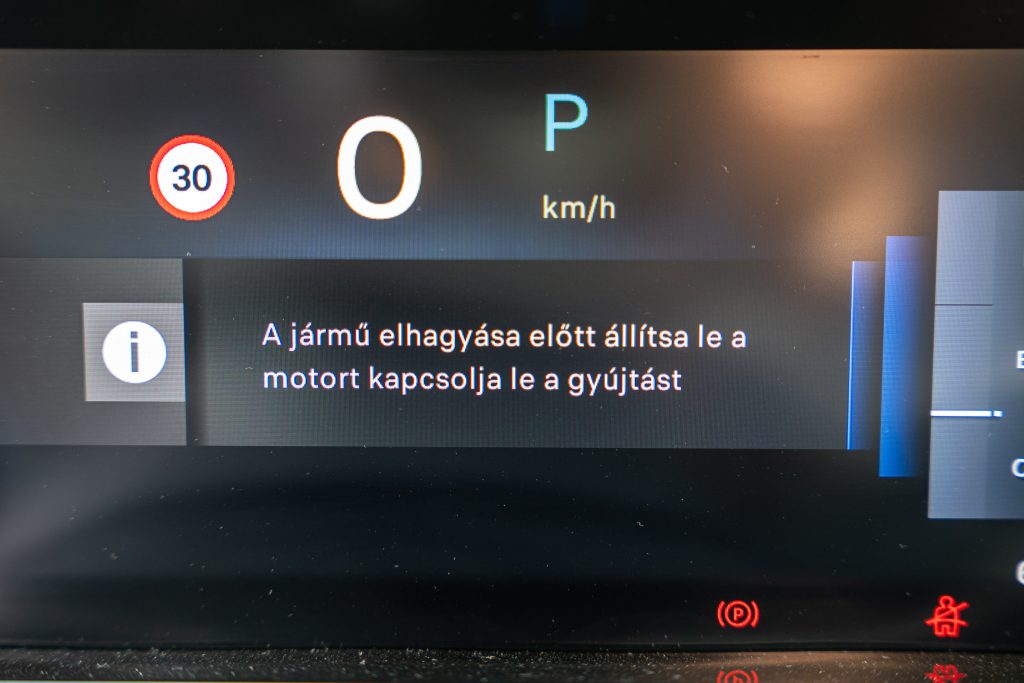 30
0
P
km/h
i
A jármű elhagyása előtt állítsa le a
motort kapcsolja le a gyújtást
P